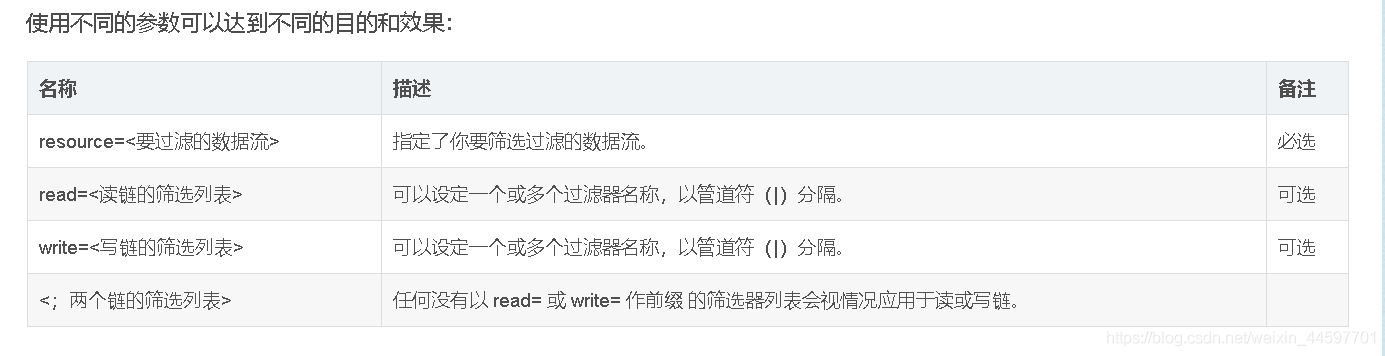 使用不同的参数可以达到不同的目的和效果：
名称 描述 备注
resource=<要过滤的数据流> 指定了你要筛选过滤的数据流。 必选
read=<读链的筛选列表> 可以设定一个或多个过滤器名称，以管道符（|）分隔。 可选
write=<写链的筛选列表> 可以设定一个或多个过滤器名称，以管道符（|）分隔。 可选
<；两个链的筛选列表> 任何没有以 read= 或 write= 作前缀 的筛选器列表会视情况应用于读或写链。
https://blog.csdn.net/weixin_44597701